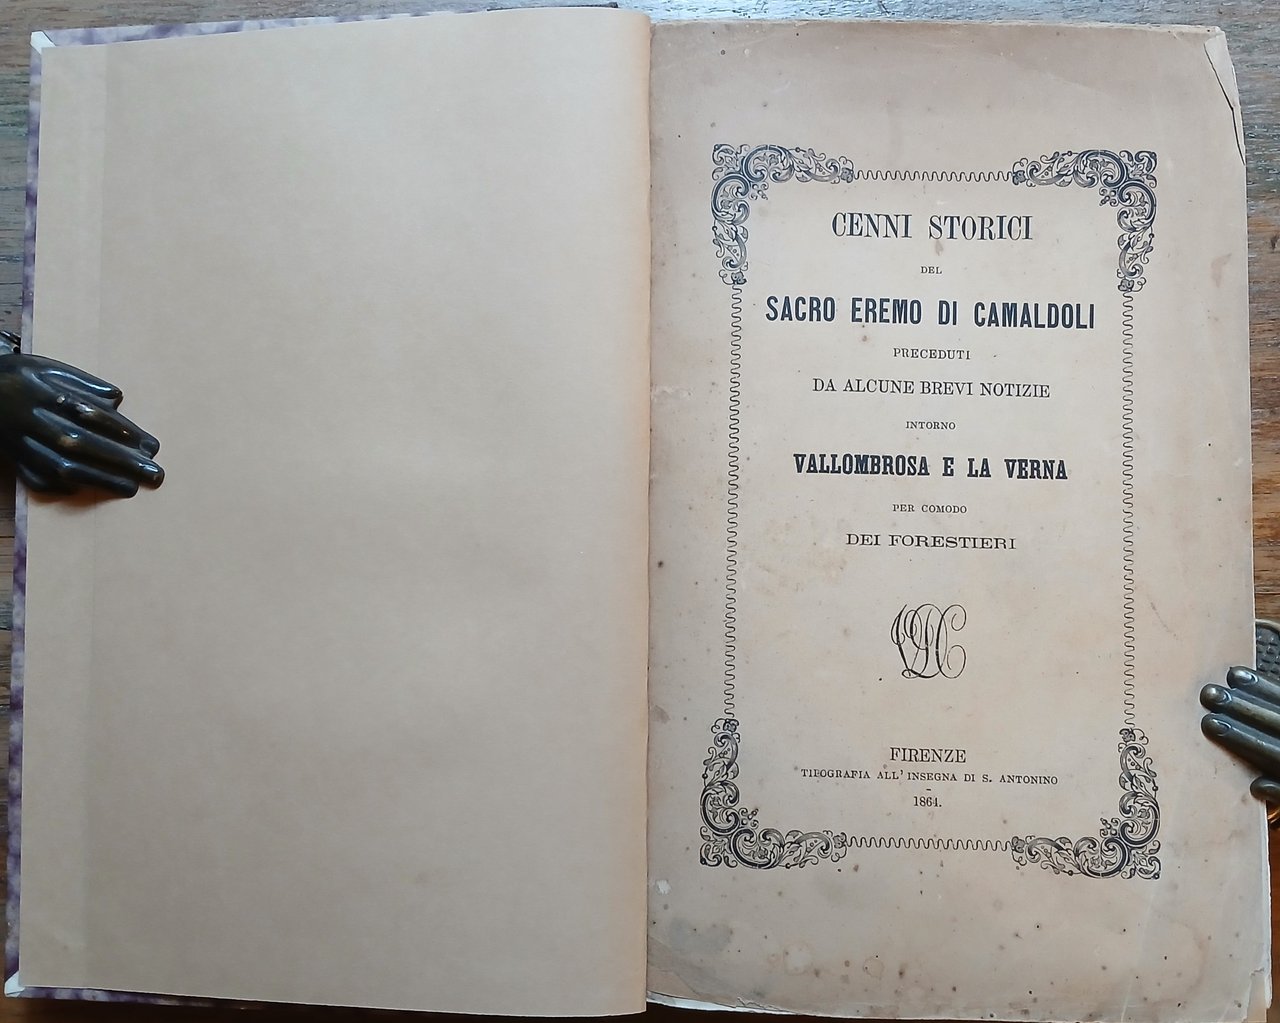 CENNI STORICI
DEL
SACRO EREMO DI CAMALDOLI
PRECEDUTI
DA ALCUNE BREVI NOTIZIE
INTORNO
VALLOMBROSA E LA VERNA
PER COMODO
DEI FORESTIERI
FIRENZE
TIPOGRAFIA ALL' INSEGNA DI S. ANTONINO
-
1864.